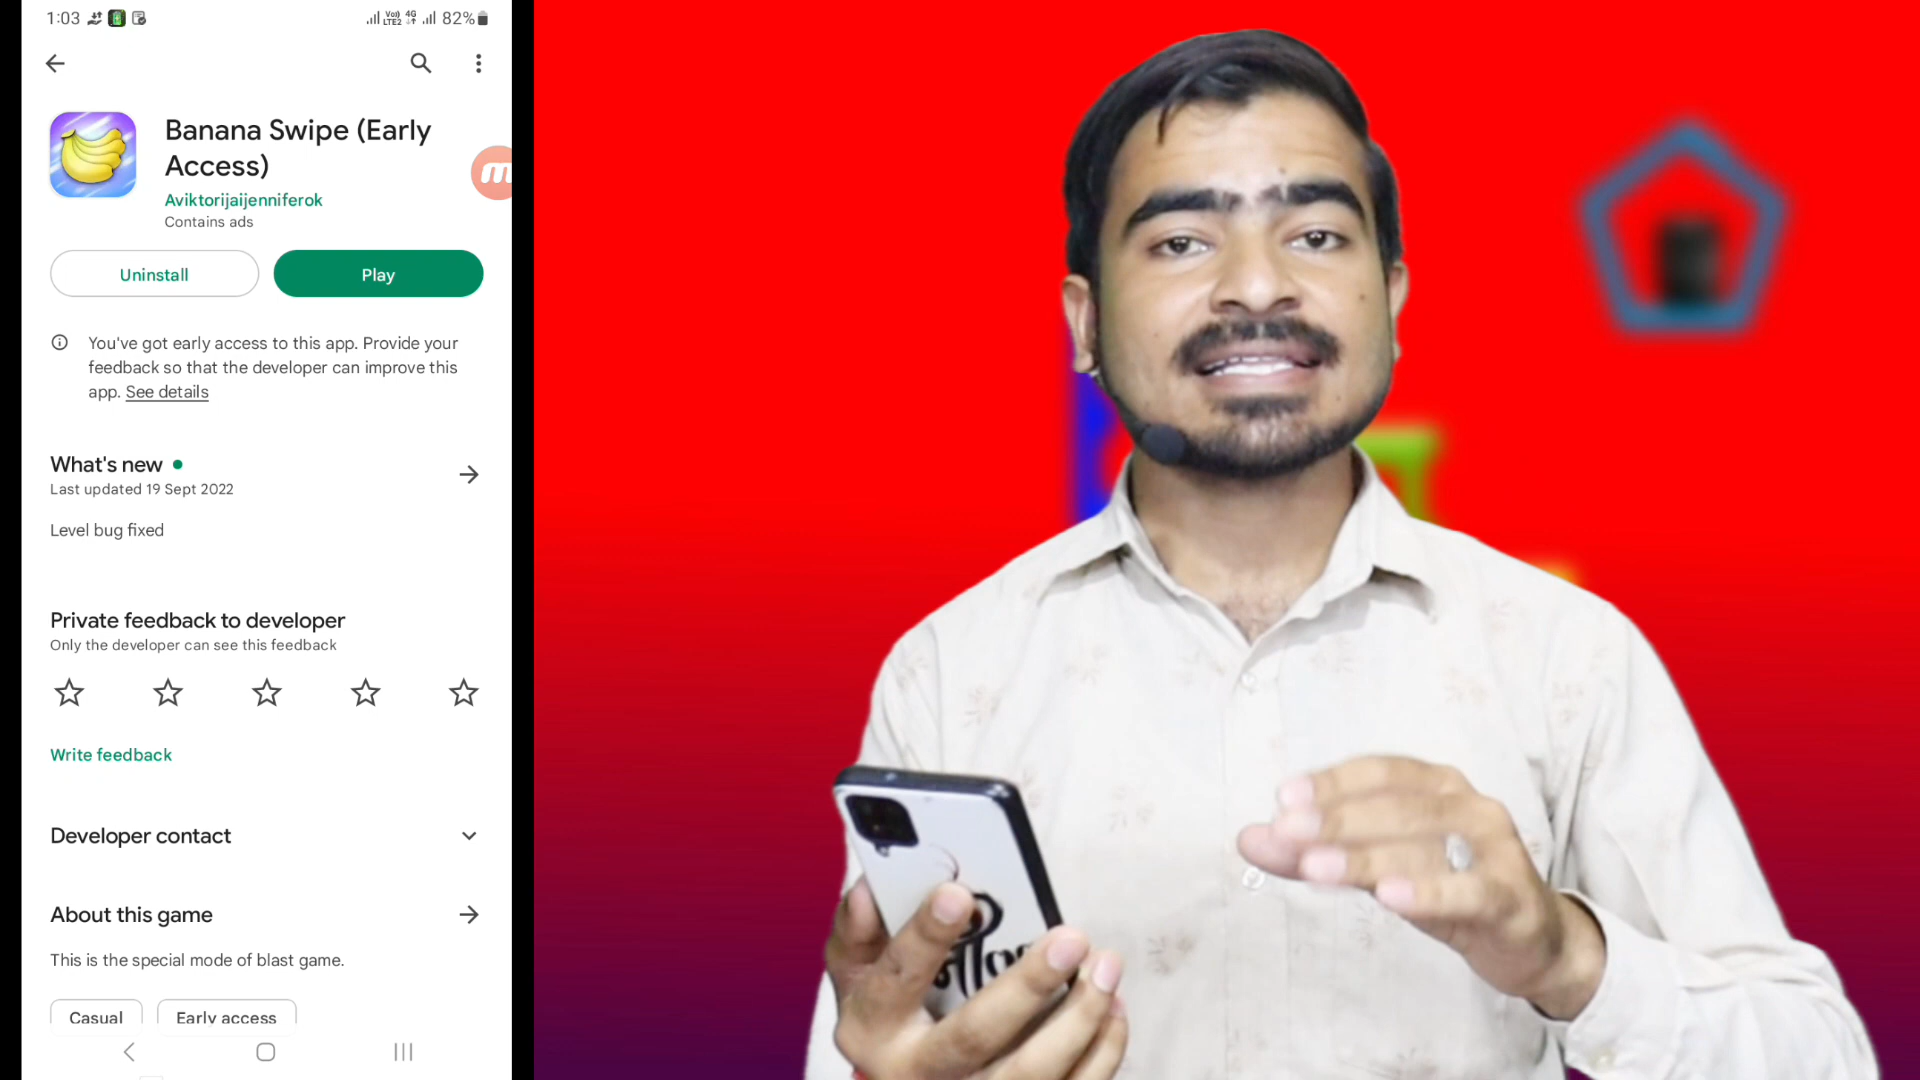 1:03
Vo)) 4G
LTE2
82%
Banana Swipe (Early
Access)
Aviktorijaijenniferok
Contains ads
Uninstall
Play
You've got early access to this app. Provide your
feedback so that the developer can improve this
app. See details
What's new
Last updated 19 Sept 2022
Level bug fixed
Private feedback to developer
Only the developer can see this feedback
Write feedback
Developer contact
About this game
This is the special mode of blast game.
Casual
Early access